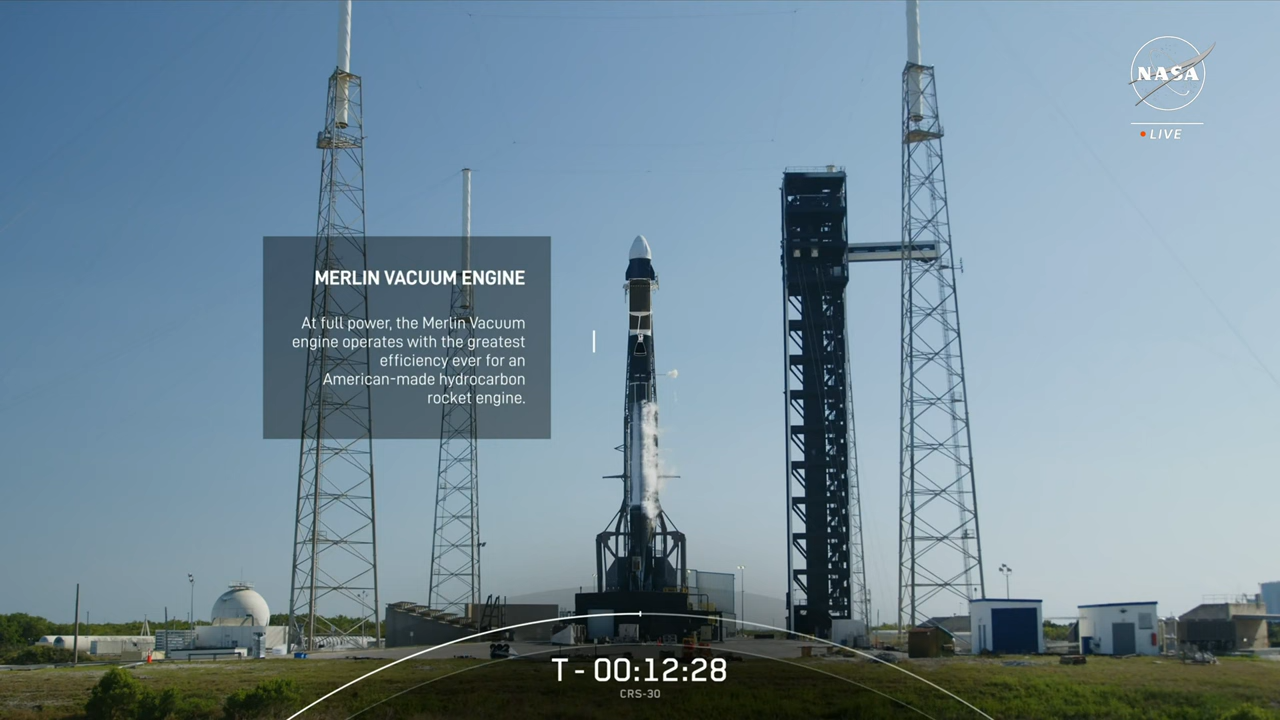 NASA
LIVE
MERLIN VACUUM ENGINE
At full power, the Merlin Vacuum
engine operates with the greatest
efficiency ever for an
American-made hydrocarbon
rocket engine.
T - 00:12:28
CRS-30